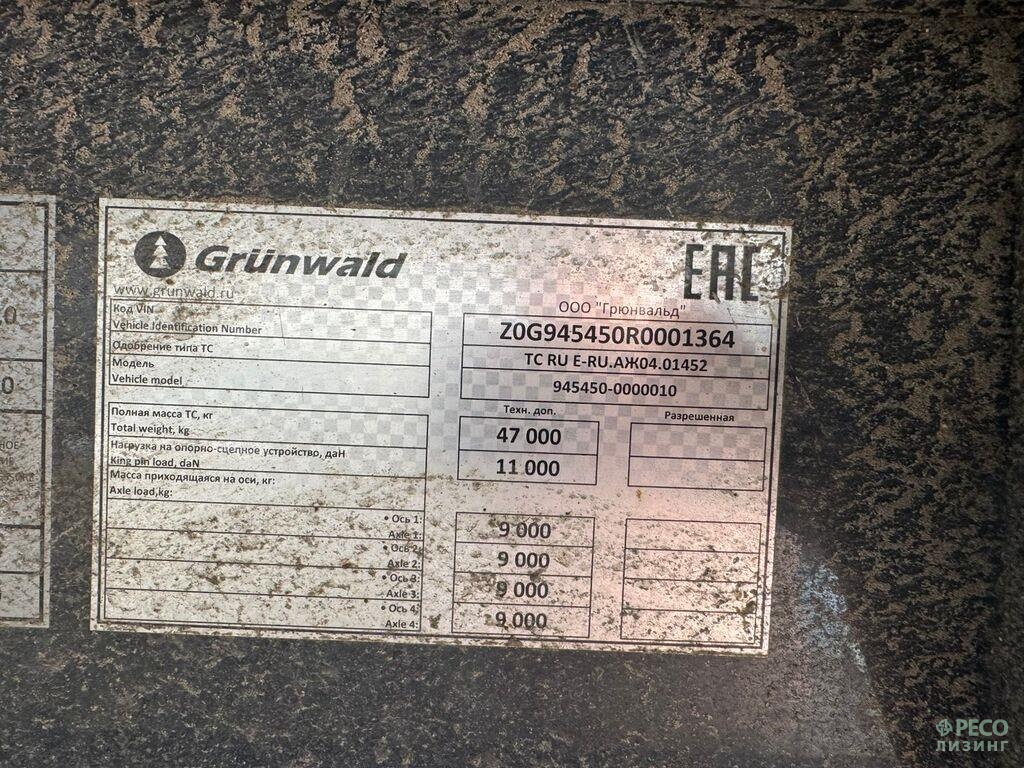 Grünwald
EAC
www.grunwald.ru
ООО "Грюнвальд"
Код VIN
Vehicle Identification Number
Z0G945450R0001364
Одобрение типа ТС
ТС RU E-RU.АЖ04.01452
Модель
Vehicle model
945450-0000010
Техн. доп.
Разрешенная
Полная масса ТС, кг
Total weight, kg
47 000
Нагрузка на опорно-сцепное устройство, даН
King pin load, daN
11 000
Масса приходящаяся на оси, кг:
Axle load,kg:
• Ось 1:
Axle 1:
9 000
• Ось 2:
Axle 2:
9 000
• Ось 3:
Axle 3:
9 000
• Ось 4:
Axle 4:
9 000
РЕСО
ЛИЗИНГ